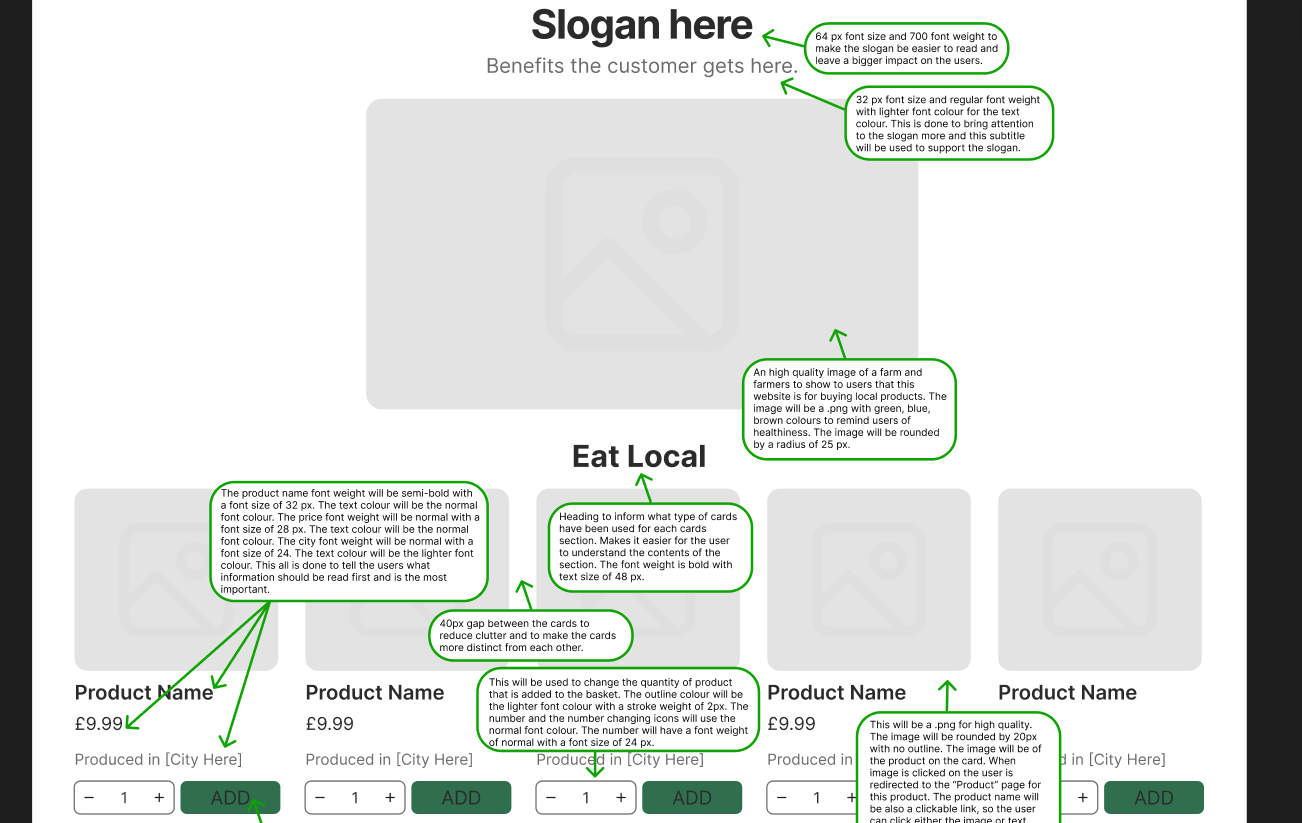 Slogan here
64 px font size and 700 font weight to
make the slogan be easier to read and
leave a bigger impact on the users.
Benefits the customer gets here.
32 px font size and regular font weight
with lighter font colour for the text
colour. This is done to bring attention
to the slogan more and this subtitle
will be used to support the slogan.
An high quality image of a farm and
farmers to show to users that this
website is for buying local products. The
image will be a .png with green, blue,
brown colours to remind users of
healthiness. The image will be rounded
by a radius of 25 px.
Eat Local
The product name font weight will be semi-bold with
a font size of 32 px. The text colour will be the normal
font colour. The price font weight will be normal with a
font size of 28 px. The text colour will be the normal
font colour. The city font weight will be normal with a
font size of 24. The text colour will be the lighter font
colour. This all is done to tell the users what
information should be read first and is the most
important.
Heading to inform what type of cards
have been used for each cards
section. Makes it easier for the user
to understand the contents of the
section. The font weight is bold with
text size of 48 px.
40px gap between the cards to
reduce clutter and to make the cards
more distinct from each other.
This will be used to change the quantity of product
that is added to the basket. The outline colour will be
the lighter font colour with a stroke weight of 2px. The
number and the number changing icons will use the
normal font colour. The number will have a font weight
of normal with a font size of 24 px.
This will be a .png for high quality.
The image will be rounded by 20px
with no outline. The image will be of
the product on the card. When
image is clicked on the user is
redirected to the “Product” page for
this product. The product name will
be also a clickable link, so the user
can click either the image or text
Product Name
£9.99
Produced in [City Here]
− 1 + ADD
Product Name
£9.99
Produced in [City Here]
− 1 + ADD
Produced in [City Here]
− 1 + ADD
Product Name
£9.99
Produced in
− 1 +
Product Name
in [City Here]
+ ADD